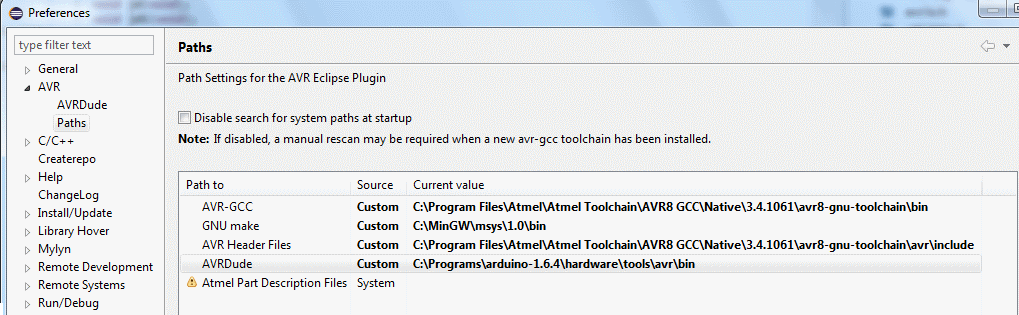 Preferences
type filter text
General
AVR
AVRDude
Paths
C/C++
Createrepo
Help
ChangeLog
Install/Update
Library Hover
Mylyn
Remote Development
Remote Systems
Run/Debug
Paths
Path Settings for the AVR Eclipse Plugin
Disable search for system paths at startup
Note: If disabled, a manual rescan may be required when a new avr-gcc toolchain has been installed.
Path to Source Current value
AVR-GCC Custom C:\Program Files\Atmel\Atmel Toolchain\AVR8 GCC\Native\3.4.1061\avr8-gnu-toolchain\bin
GNU make Custom C:\MinGW\msys\1.0\bin
AVR Header Files Custom C:\Program Files\Atmel\Atmel Toolchain\AVR8 GCC\Native\3.4.1061\avr8-gnu-toolchain\avr\include
AVRDude Custom C:\Programs\arduino-1.6.4\hardware\tools\avr\bin
Atmel Part Description Files System